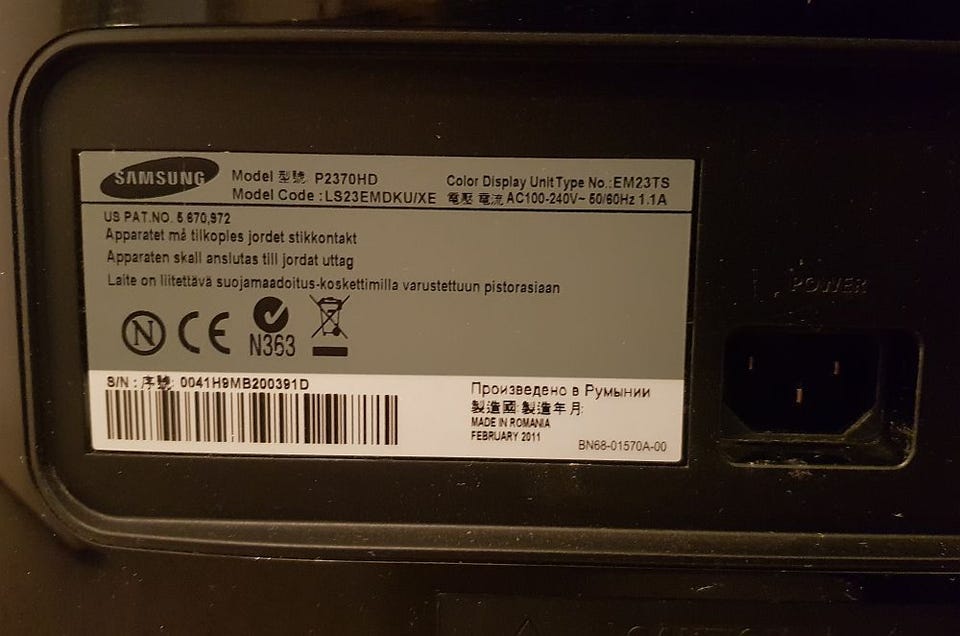 SAMSUNG
Model 型號 P2370HD
Model Code : LS23EMDKU/XE
Color Display Unit Type No.:EM23TS
電壓 電流 AC100-240V~ 50/60Hz 1.1A
US PAT.NO. 5 670,972
Apparatet må tilkoples jordet stikkontakt
Apparaten skall anslutas till jordat uttag
Laite on liitettävä suojamaadoitus-koskettimilla varustettuun pistorasiaan
N CE N363
S/N : 序號: 0041H9MB200391D
Произведено в Румынии
製造國: 製造年月:
MADE IN ROMANIA
FEBRUARY 2011
BN68-01570A-00
POWER